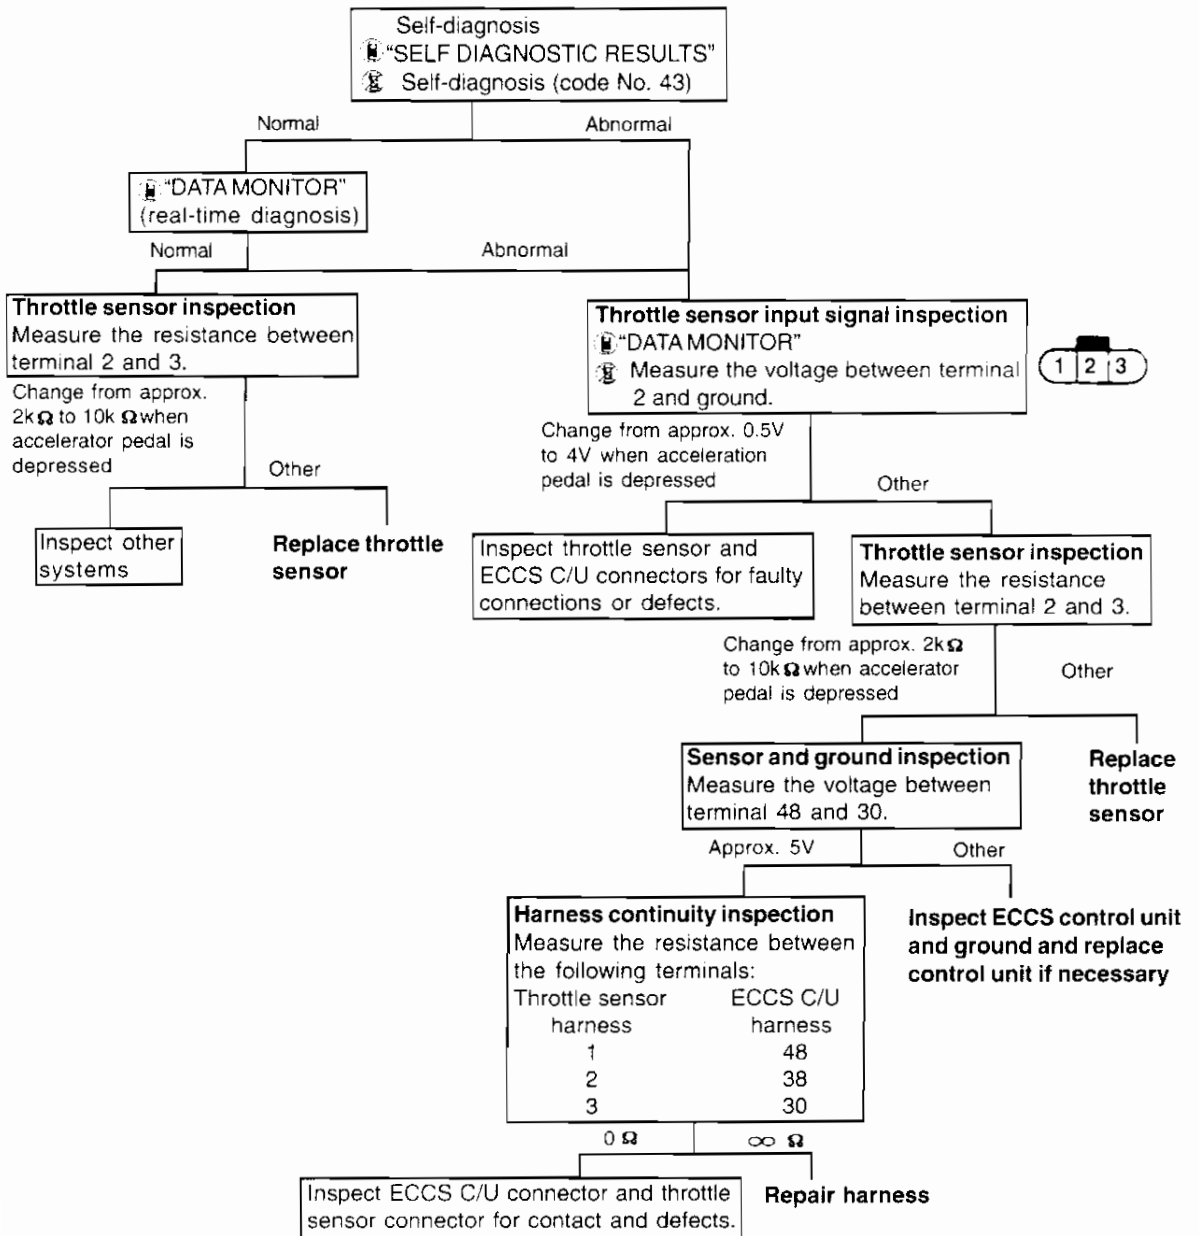 Self-diagnosis
"SELF DIAGNOSTIC RESULTS"
Self-diagnosis (code No. 43)
Normal
Abnormal
"DATA MONITOR"
(real-time diagnosis)
Normal
Abnormal
Throttle sensor inspection
Measure the resistance between
terminal 2 and 3.
Throttle sensor input signal inspection
"DATA MONITOR"
Measure the voltage between terminal
2 and ground.
1 2 3
Change from approx.
2kΩ to 10k Ω when
accelerator pedal is
depressed
Other
Change from approx. 0.5V
to 4V when acceleration
pedal is depressed
Other
Inspect other
systems
Replace throttle
sensor
Inspect throttle sensor and
ECCS C/U connectors for faulty
connections or defects.
Throttle sensor inspection
Measure the resistance
between terminal 2 and 3.
Change from approx. 2kΩ
to 10kΩ when accelerator
pedal is depressed
Other
Sensor and ground inspection
Measure the voltage between
terminal 48 and 30.
Replace
throttle
sensor
Approx. 5V
Other
Harness continuity inspection
Measure the resistance between
the following terminals:
Throttle sensor ECCS C/U
harness harness
1 48
2 38
3 30
Inspect ECCS control unit
and ground and replace
control unit if necessary
0 Ω
∞ Ω
Inspect ECCS C/U connector and throttle
sensor connector for contact and defects.
Repair harness